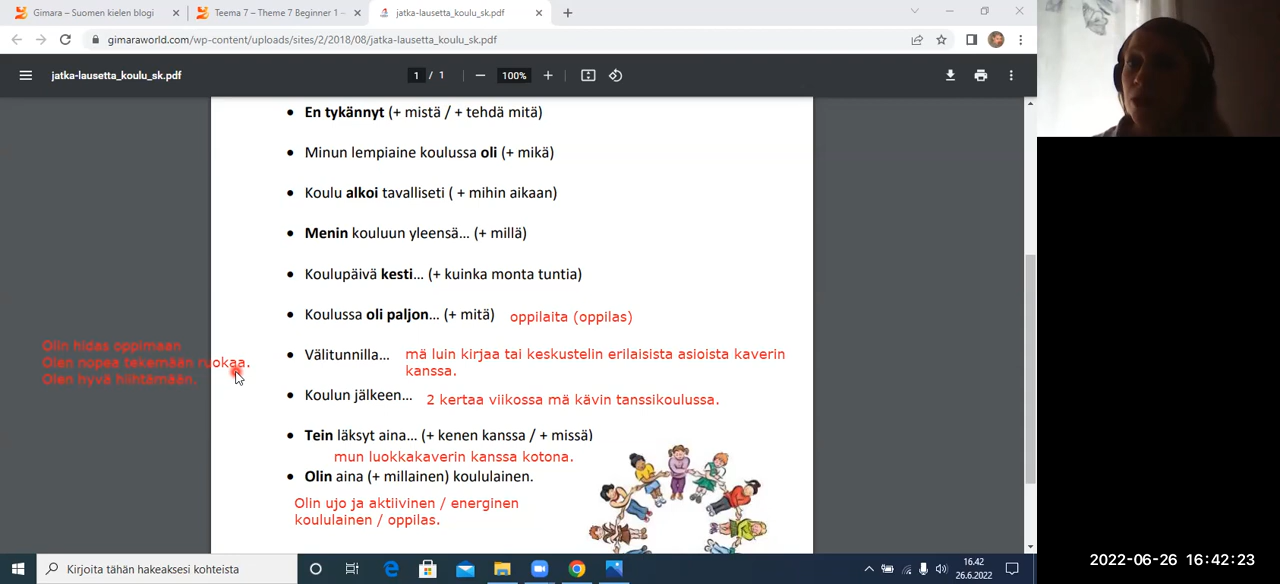 Gimara – Suomen kielen blogi
Teema 7 – Theme 7 Beginner 1 –
jatka-lausetta_koulu_sk.pdf
gimaraworld.com/wp-content/uploads/sites/2/2018/08/jatka-lausetta_koulu_sk.pdf
jatka-lausetta_koulu_sk.pdf
1 / 1
100%
• En tykännyt (+ mistä / + tehdä mitä)
• Minun lempiaine koulussa oli (+ mikä)
• Koulu alkoi tavalliseti ( + mihin aikaan)
• Menin kouluun yleensä... (+ millä)
• Koulupäivä kesti... (+ kuinka monta tuntia)
• Koulussa oli paljon... (+ mitä) oppilaita (oppilas)
Olin hidas oppimaan
Olen nopea tekemään ruokaa.
Olen hyvä hiihtämään.
• Välitunnilla... mä luin kirjaa tai keskustelin erilaisista asioista kaverin
kanssa.
• Koulun jälkeen... 2 kertaa viikossa mä kävin tanssikoulussa.
• Tein läksyt aina... (+ kenen kanssa / + missä)
mun luokkakaverin kanssa kotona.
• Olin aina (+ millainen) koululainen.
Olin ujo ja aktiivinen / energinen
koululainen / oppilas.
Kirjoita tähän hakeaksesi kohteista
16.42
26.6.2022
2022-06-26 16:42:23